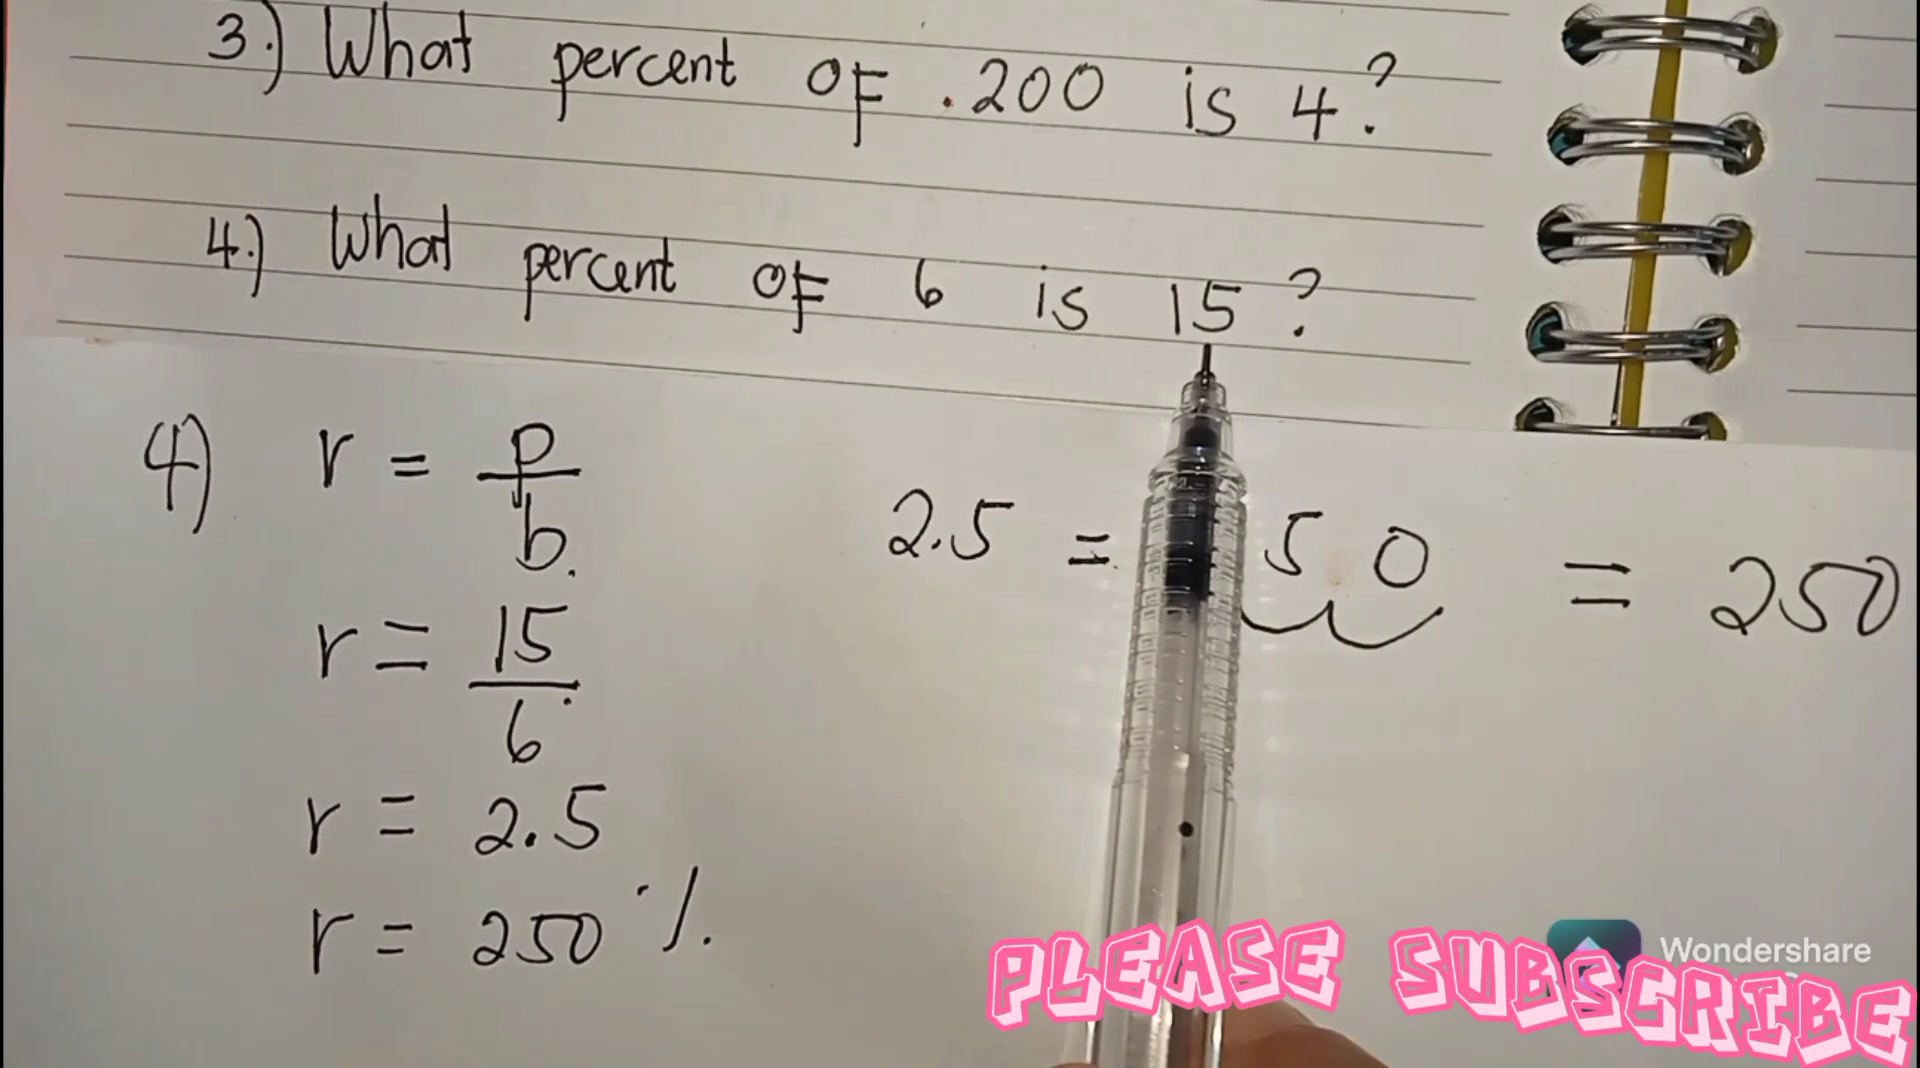 3.) What percent OF .200 is 4?
4.) What percent OF 6 is 15?
4) r = p/b.
2.5 = 50 = 250
r = 15/6
r = 2.5
r = 250 %.
PLEASE SUBSCRIBE
Wondershare